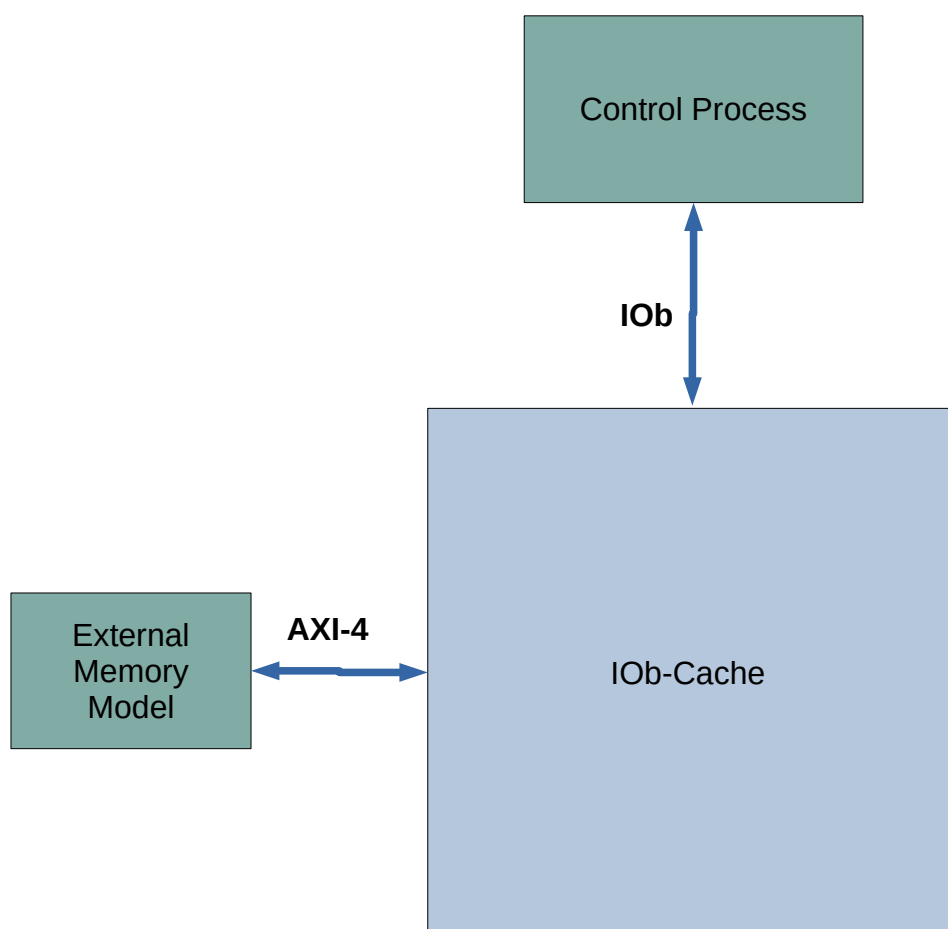 Control Process
IOb
AXI-4
External
Memory
Model
IOb-Cache